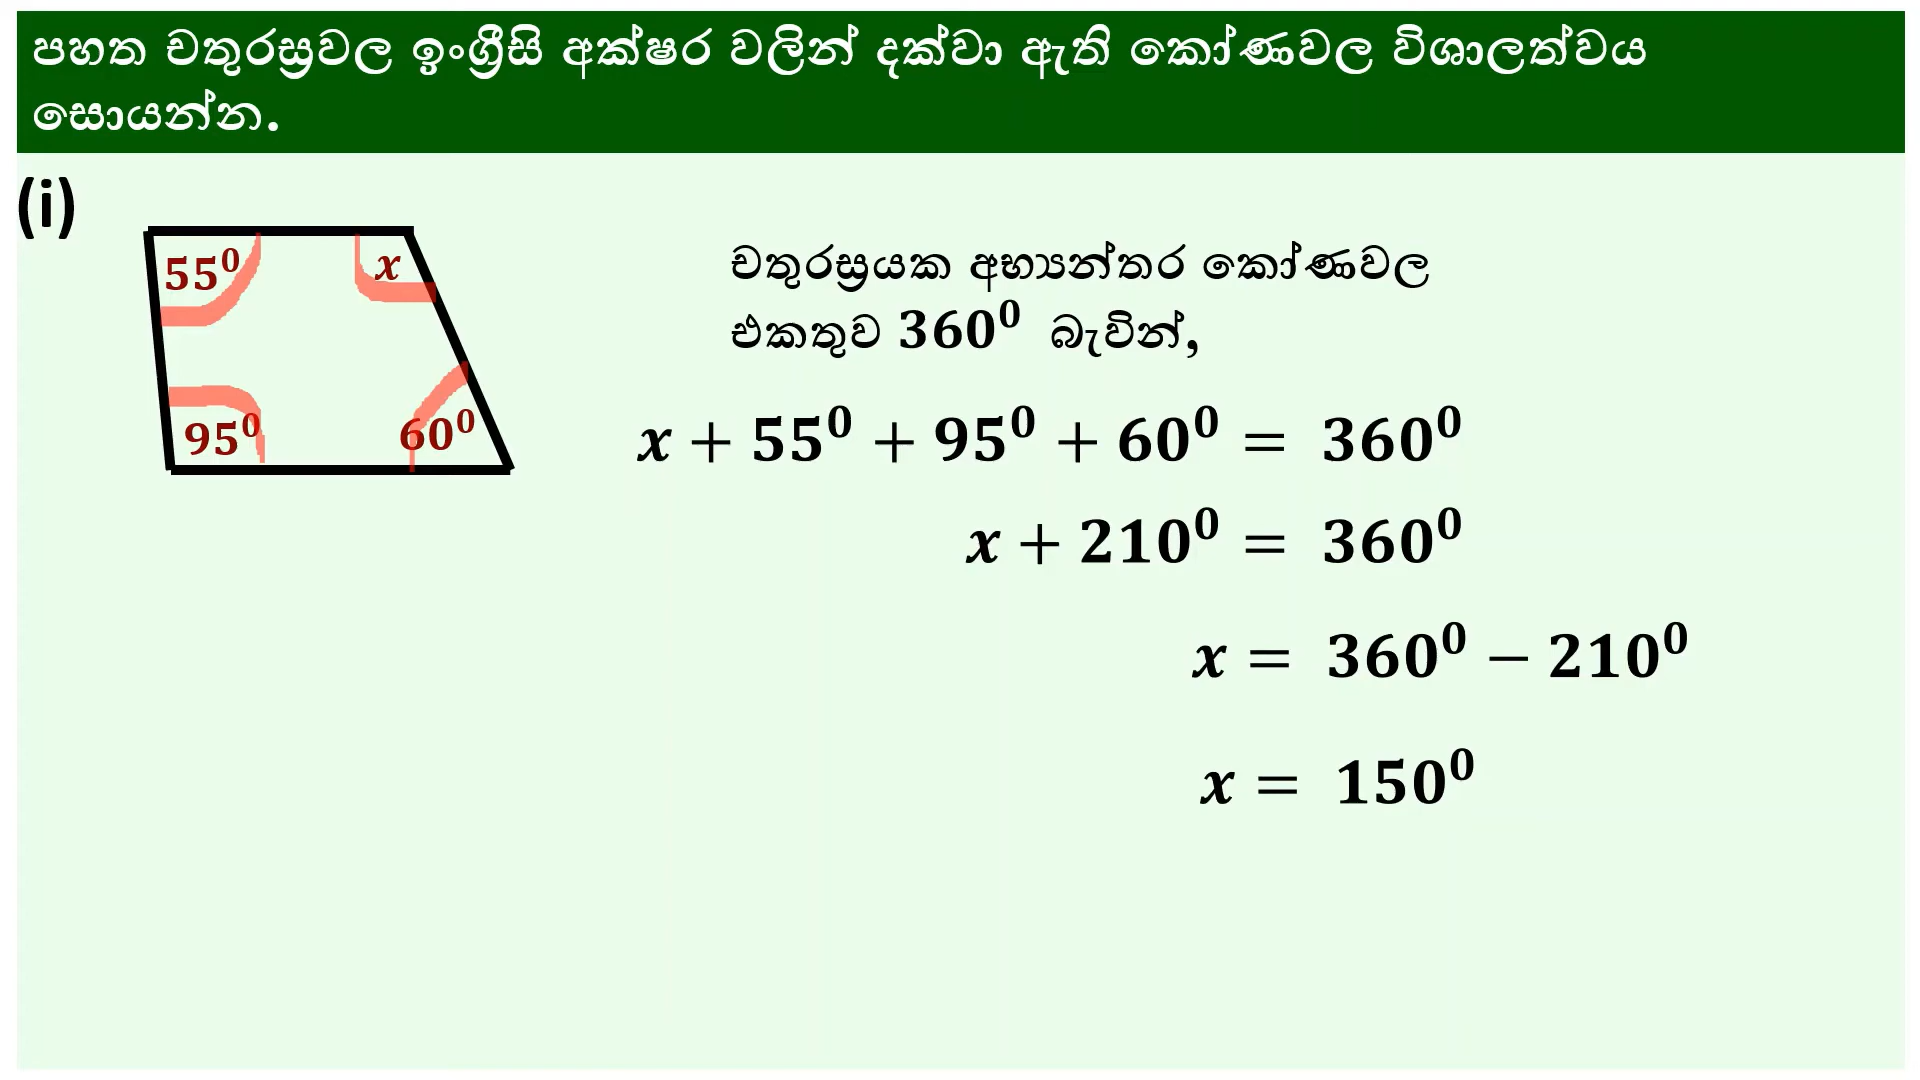 පහත චතුරස්‍රවල ඉංග්‍රීසි අක්ෂර වලින් දක්වා ඇති කෝණවල විශාලත්වය
සොයන්න.
(i)
55⁰
x
95⁰
60⁰
චතුරස්‍රයක අභ්‍යන්තර කෝණවල
එකතුව 360⁰ බැවින්,
x + 55⁰ + 95⁰ + 60⁰ = 360⁰
x + 210⁰ = 360⁰
x = 360⁰ − 210⁰
x = 150⁰